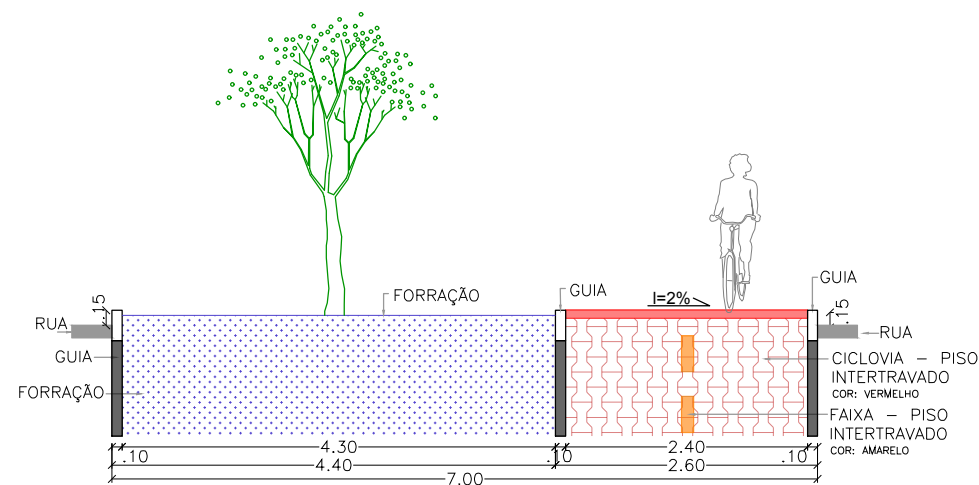 FORRAÇÃO
GUIA
I=2%
GUIA
.15
.15
RUA
RUA
GUIA
FORRAÇÃO
CICLOVIA – PISO
INTERTRAVADO
COR: VERMELHO
FAIXA – PISO
INTERTRAVADO
COR: AMARELO
4.30
2.40
.10
.10
.10
4.40
2.60
7.00